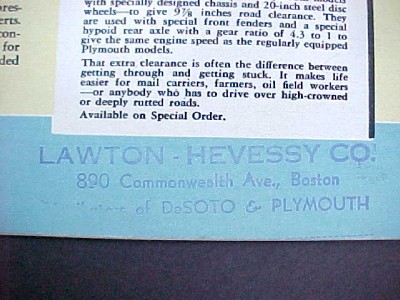 pres-
erts.
con-
for
ded
with specially designed chassis and 20-inch steel disc
wheels—to give 9⅞ inches road clearance. They
are used with special front fenders and a special
hypoid rear axle with a gear ratio of 4.3 to 1 to
give the same engine speed as the regularly equipped
Plymouth models.
That extra clearance is often the difference between
getting through and getting stuck. It makes life
easier for mail carriers, farmers, oil field workers
—or anybody who has to drive over high-crowned
or deeply rutted roads.
Available on Special Order.
LAWTON - HEVESSY CO.
890 Commonwealth Ave., Boston
of DeSOTO & PLYMOUTH